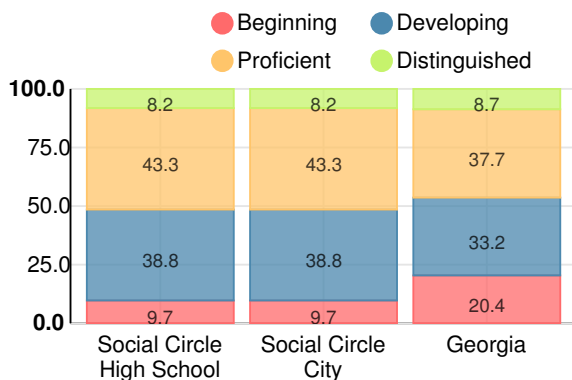 Beginning Developing
Proficient Distinguished
100.0
75.0
50.0
25.0
0.0
8.2 8.2 8.7
43.3 43.3 37.7
38.8 38.8 33.2
9.7 9.7 20.4
Social Circle Social Circle Georgia
High School City